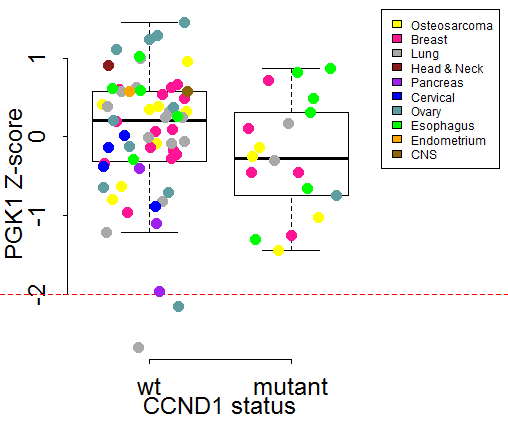 PGK1 Z-score
1
0
-1
-2
wt
mutant
CCND1 status
Osteosarcoma
Breast
Lung
Head & Neck
Pancreas
Cervical
Ovary
Esophagus
Endometrium
CNS